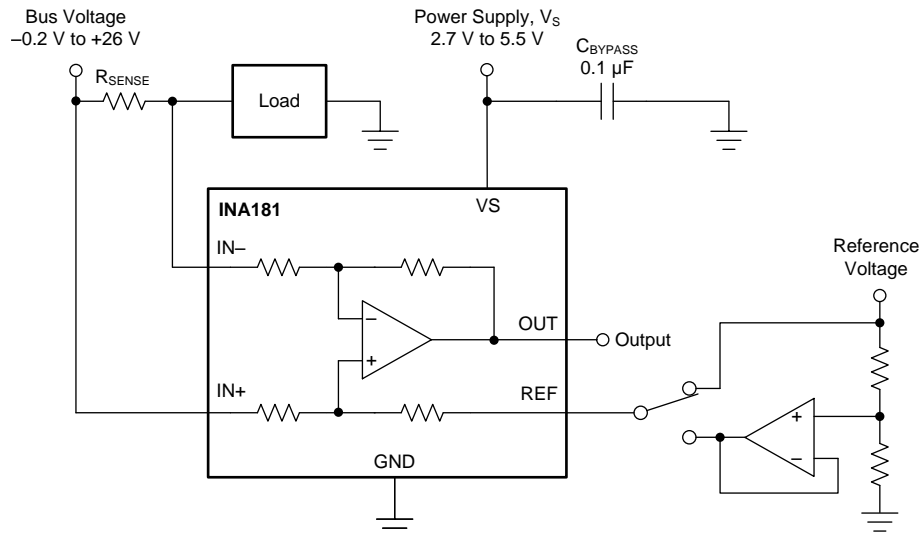 Bus Voltage
–0.2 V to +26 V
Power Supply, VS
2.7 V to 5.5 V
CBYPASS
0.1 µF
RSENSE
Load
INA181
VS
IN–
Reference
Voltage
–
+
OUT
Output
IN+
REF
+
–
GND